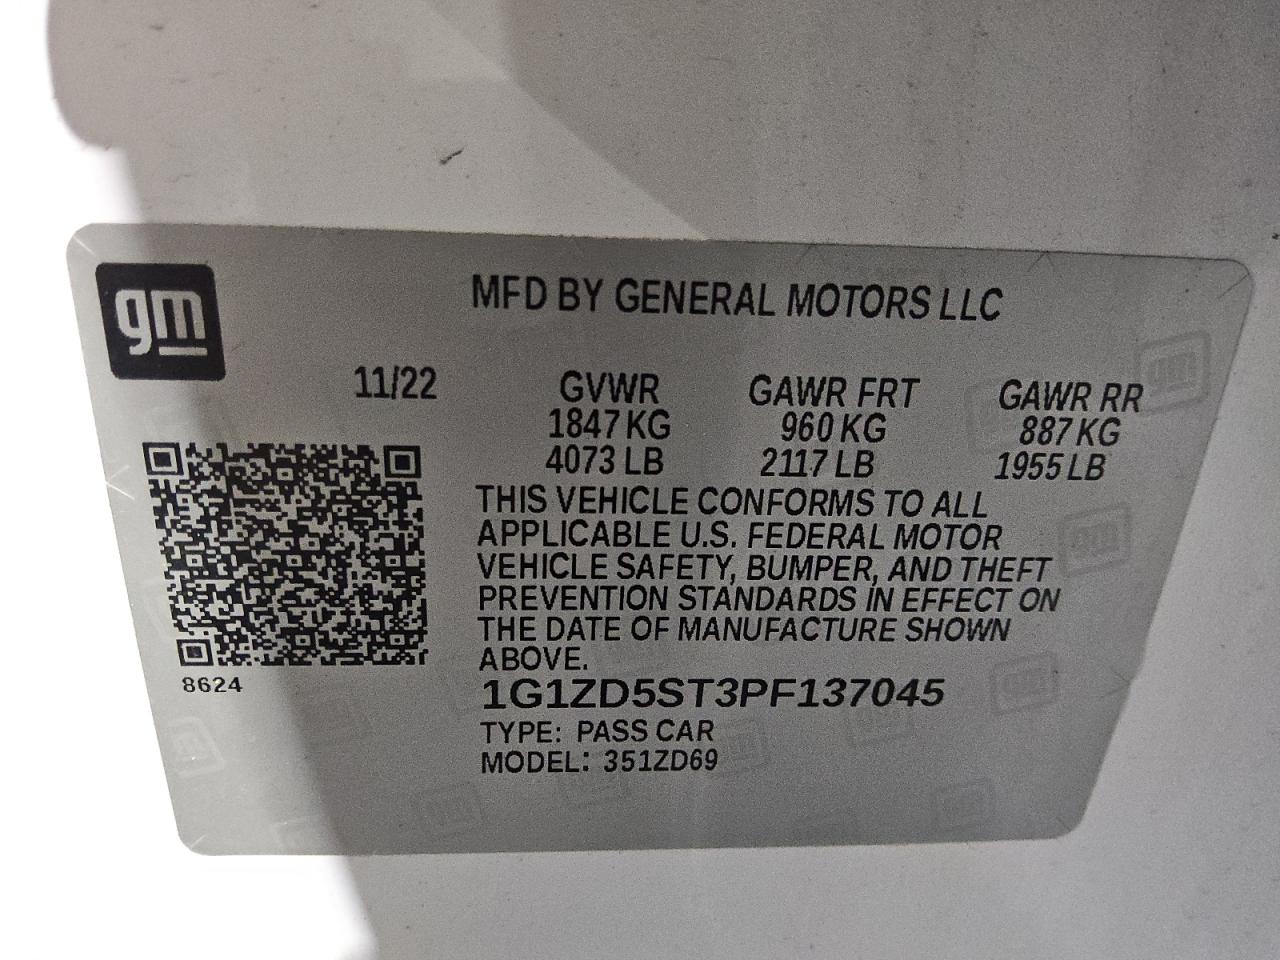 gm
MFD BY GENERAL MOTORS LLC
11/22 GVWR GAWR FRT GAWR RR
1847 KG 960 KG 887 KG
4073 LB 2117 LB 1955 LB
THIS VEHICLE CONFORMS TO ALL
APPLICABLE U.S. FEDERAL MOTOR
VEHICLE SAFETY, BUMPER, AND THEFT
PREVENTION STANDARDS IN EFFECT ON
THE DATE OF MANUFACTURE SHOWN
ABOVE.
8624
1G1ZD5ST3PF137045
TYPE: PASS CAR
MODEL: 351ZD69